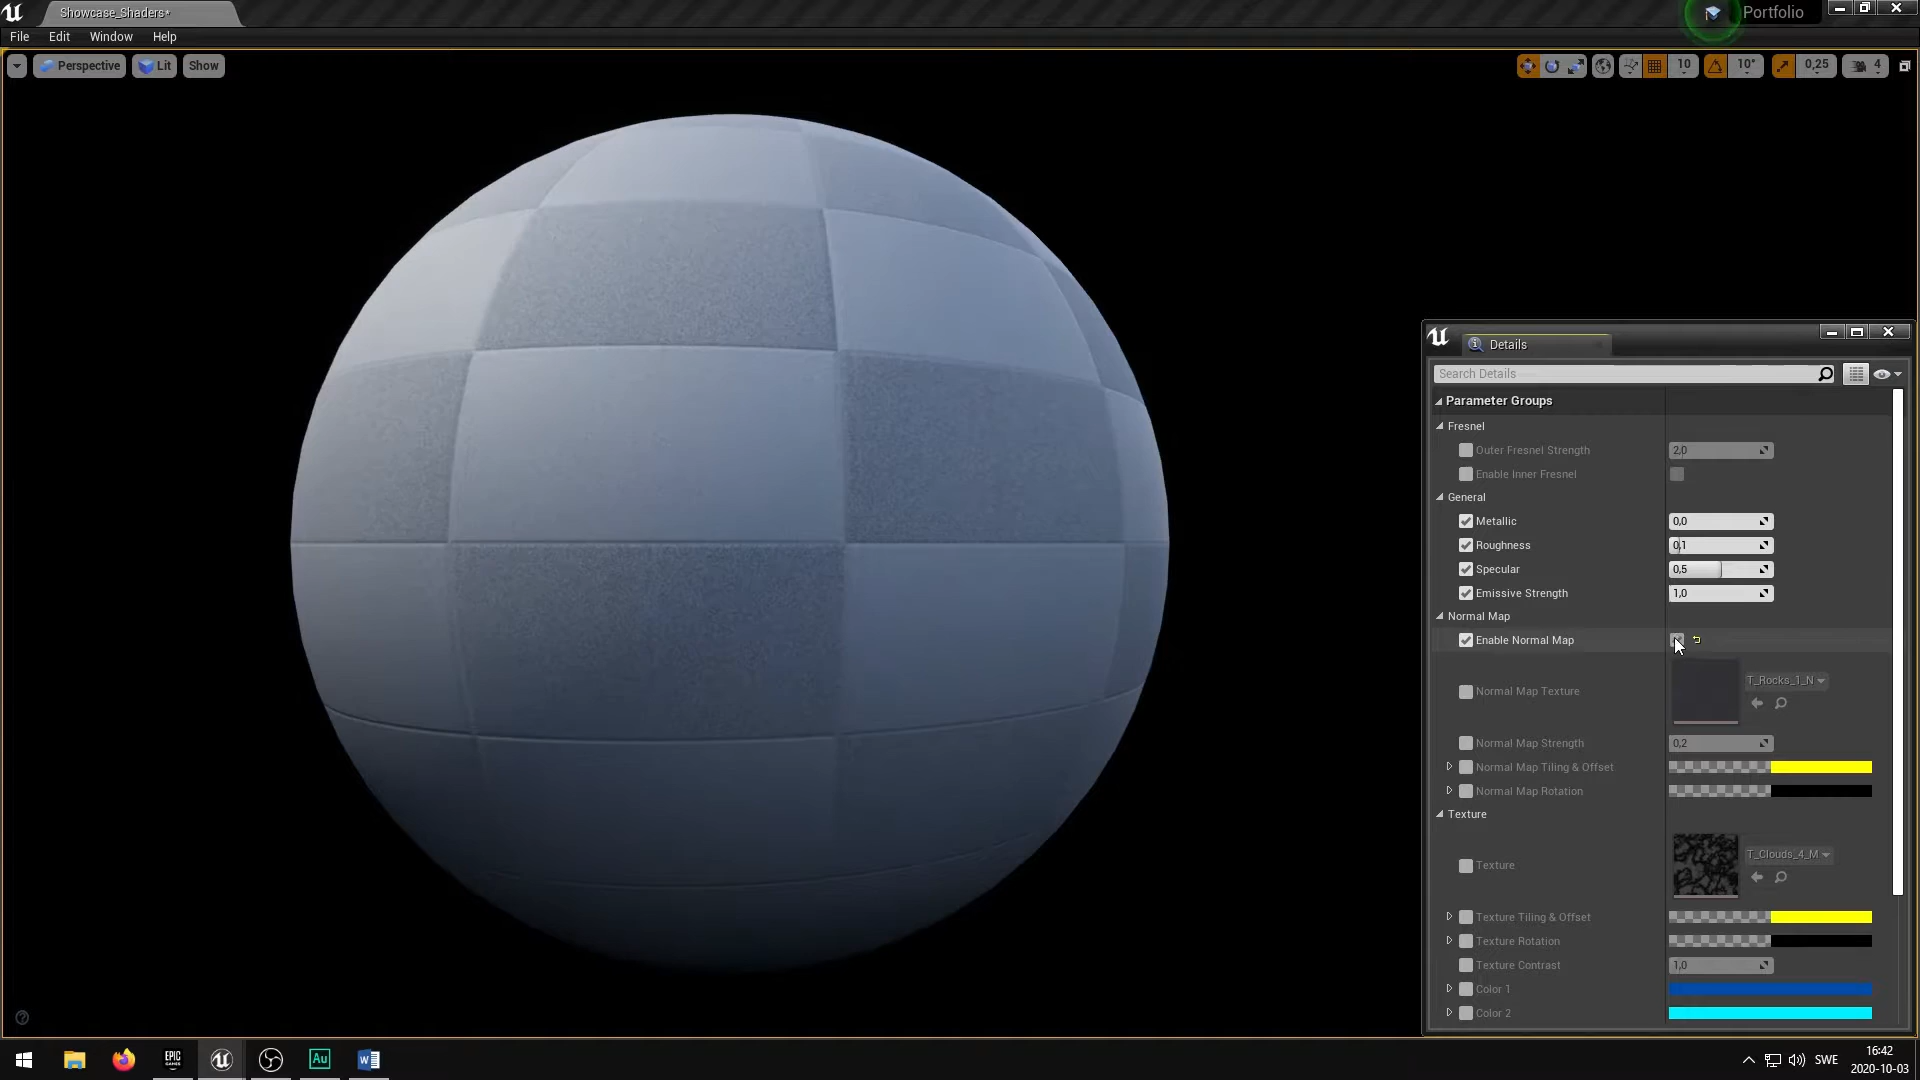 Showcase_Shaders*
Portfolio
File Edit Window Help
Perspective Lit Show
10 10° 0,25 4
Details
Search Details
Parameter Groups
Fresnel
Outer Fresnel Strength 2,0
Enable Inner Fresnel
General
Metallic 0,0
Roughness 0,1
Specular 0,5
Emissive Strength 1,0
Normal Map
Enable Normal Map
Normal Map Texture T_Rocks_1_N
Normal Map Strength 0,2
Normal Map Tiling & Offset
Normal Map Rotation
Texture
Texture T_Clouds_4_M
Texture Tiling & Offset
Texture Rotation
Texture Contrast 1,0
Color 1
Color 2
EPIC GAMES
Au
W
SWE
16:42
2020-10-03